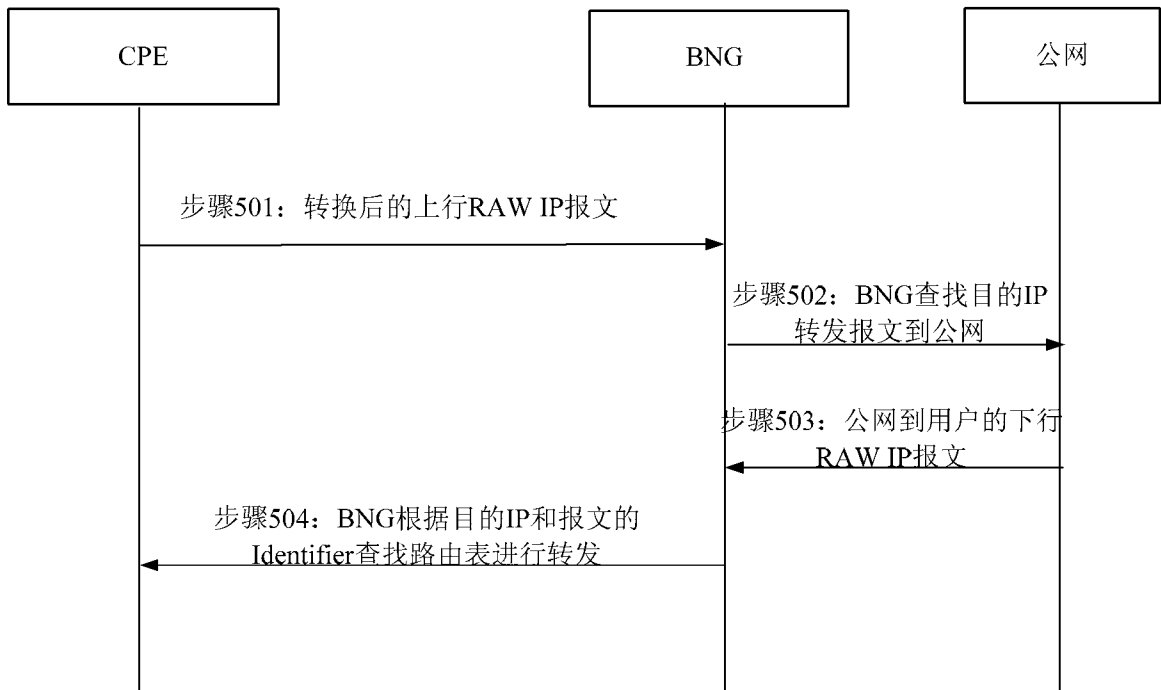 CPE
BNG
公网
步骤501：转换后的上行RAW IP报文
步骤502：BNG查找目的IP
转发报文到公网
步骤503：公网到用户的下行
RAW IP报文
步骤504：BNG根据目的IP和报文的
Identifier查找路由表进行转发